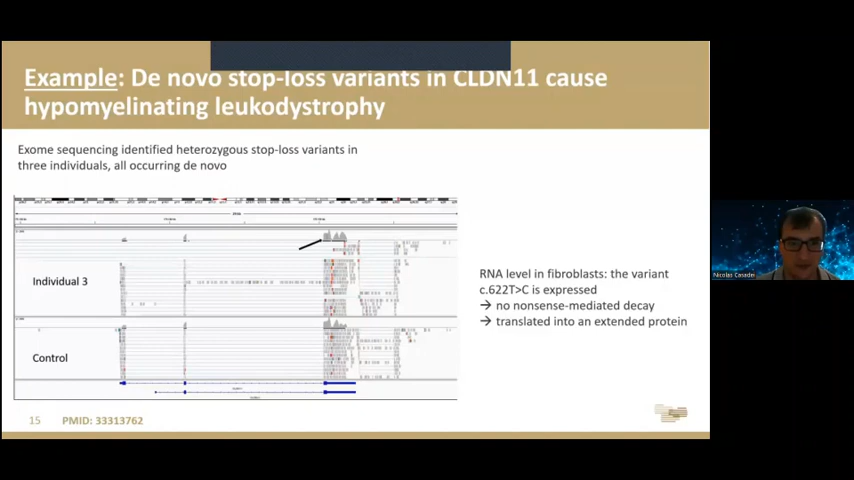 Example: De novo stop-loss variants in CLDN11 cause
hypomyelinating leukodystrophy
Exome sequencing identified heterozygous stop-loss variants in
three individuals, all occurring de novo
Individual 3
Control
RNA level in fibroblasts: the variant
c.622T>C is expressed
→ no nonsense-mediated decay
→ translated into an extended protein
15 PMID: 33313762
Nicolas Casadei